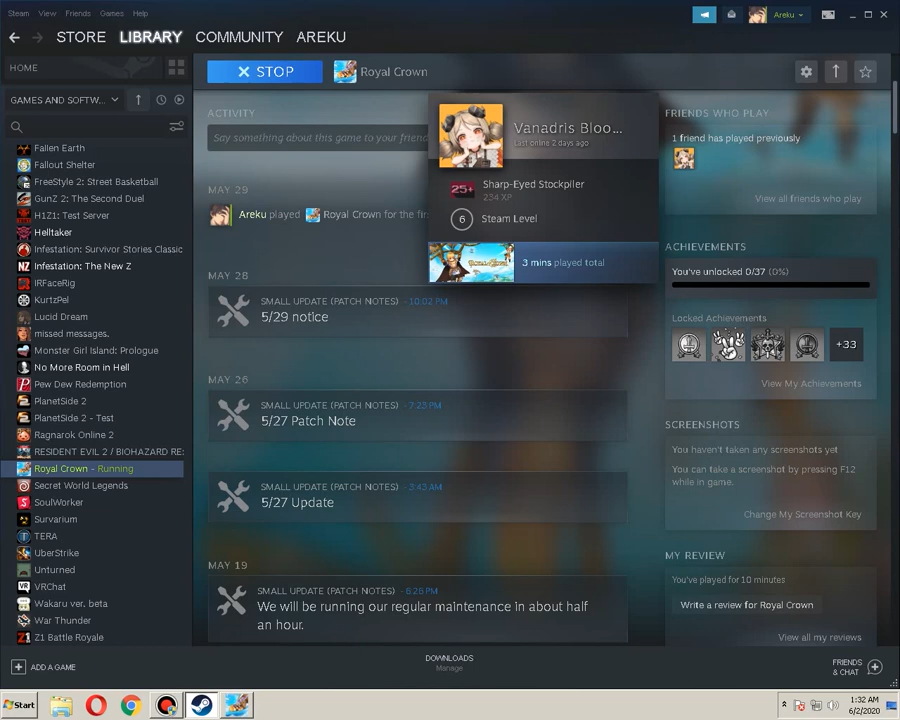 Steam View Friends Games Help
Areku
STORE LIBRARY COMMUNITY AREKU
HOME
GAMES AND SOFTW...
Fallen Earth
Fallout Shelter
FreeStyle 2: Street Basketball
GunZ 2: The Second Duel
H1Z1: Test Server
Helltaker
Infestation: Survivor Stories Classic
Infestation: The New Z
IRFaceRig
KurtzPel
Lucid Dream
missed messages.
Monster Girl Island: Prologue
No More Room in Hell
Pew Dew Redemption
PlanetSide 2
PlanetSide 2 - Test
Ragnarok Online 2
RESIDENT EVIL 2 / BIOHAZARD RE:
Royal Crown - Running
Secret World Legends
SoulWorker
Survarium
TERA
UberStrike
Unturned
VRChat
Wakaru ver. beta
War Thunder
Z1 Battle Royale
ADD A GAME
STOP
Royal Crown
ACTIVITY
Say something about this game to your friend
MAY 29
Areku played Royal Crown for the fir
MAY 28
SMALL UPDATE (PATCH NOTES) - 10:02 PM
5/29 notice
MAY 26
SMALL UPDATE (PATCH NOTES) - 7:23 PM
5/27 Patch Note
SMALL UPDATE (PATCH NOTES) - 3:43 AM
5/27 Update
MAY 19
SMALL UPDATE (PATCH NOTES) - 8:26 PM
We will be running our regular maintenance in about half
an hour.
Vanadris Bloo...
Last online 2 days ago
25+
Sharp-Eyed Stockpiler
234 XP
6
Steam Level
3 mins played total
FRIENDS WHO PLAY
1 friend has played previously
View all friends who play
ACHIEVEMENTS
You've unlocked 0/37 (0%)
Locked Achievements
+33
View My Achievements
SCREENSHOTS
You haven't taken any screenshots yet
You can take a screenshot by pressing F12
while in game.
Change My Screenshot Key
MY REVIEW
You've played for 10 minutes
Write a review for Royal Crown
View all my reviews
DOWNLOADS
Manage
FRIENDS
& CHAT
Start
1:32 AM
6/2/2020